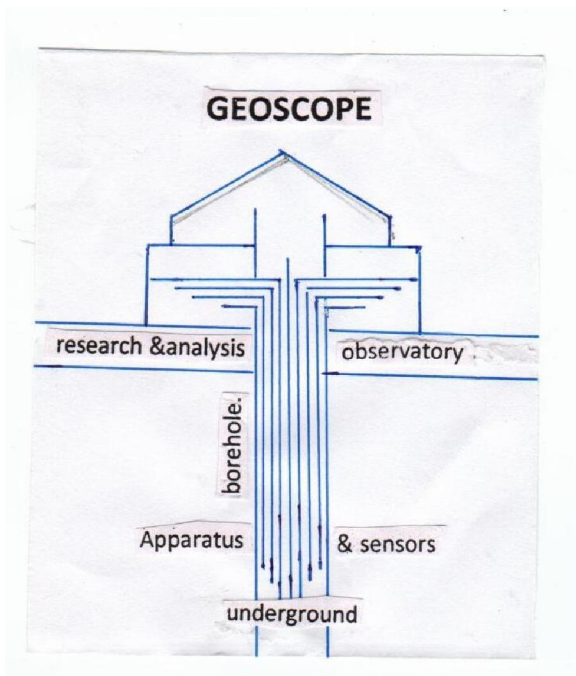 GEOSCOPE
research &analysis
observatory
borehole.
Apparatus
& sensors
underground